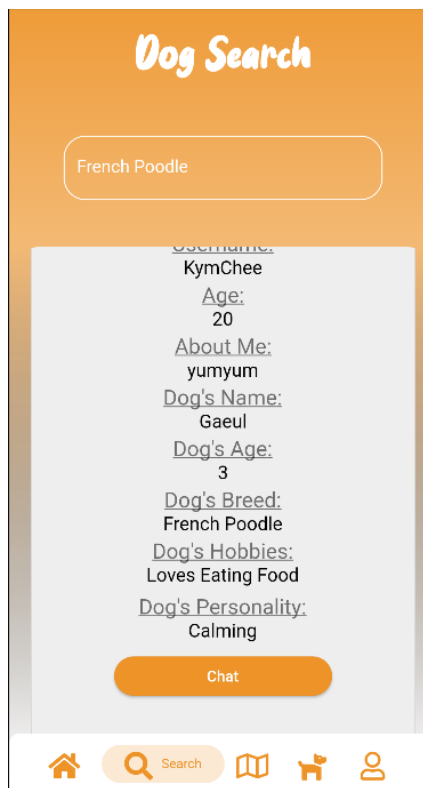 Dog Search
French Poodle
Username:
KymChee
Age:
20
About Me:
yumyum
Dog's Name:
Gaeul
Dog's Age:
3
Dog's Breed:
French Poodle
Dog's Hobbies:
Loves Eating Food
Dog's Personality:
Calming
Chat
Search